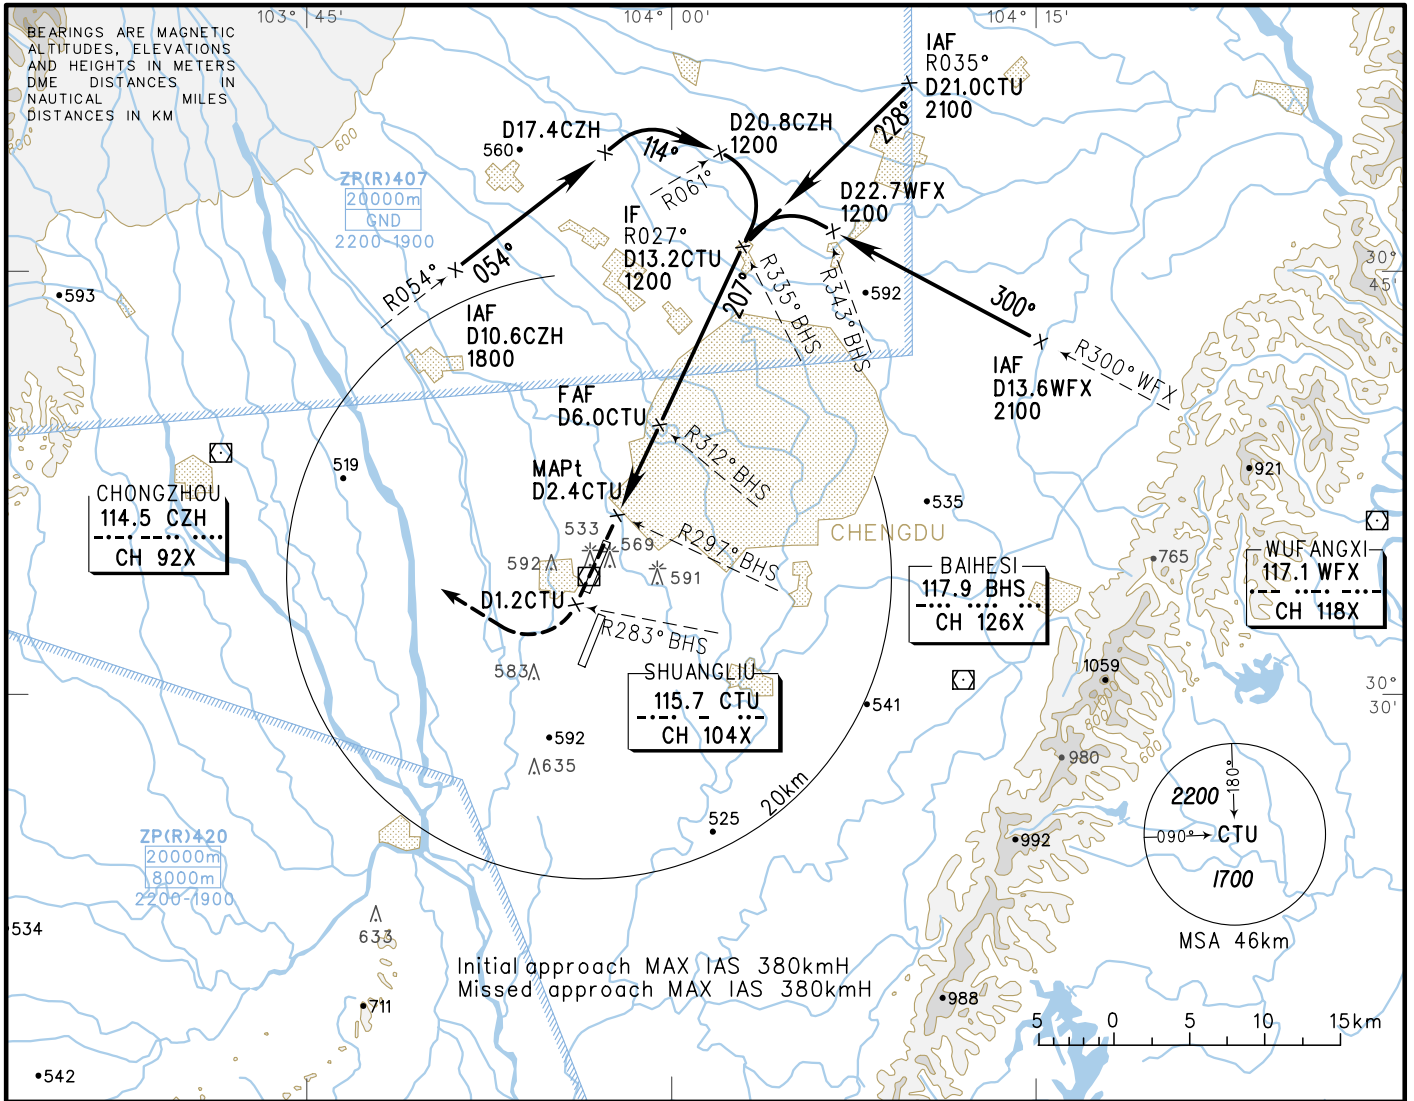 103° 45'
104° 00'
104° 15'
BEARINGS ARE MAGNETIC
ALTITUDES, ELEVATIONS
AND HEIGHTS IN METERS
DME DISTANCES IN
NAUTICAL MILES
DISTANCES IN KM
600
600
IAF
R035°
D21.0CTU
2100
228°
D17.4CZH
560
114°
D20.8CZH
1200
R061°
ZP(R)407
20000m
GND
2200-1900
D22.7WFX
1200
IF
R027°
D13.2CTU
1200
R054°
054°
207°
R335°BHS
R343°BHS
592
300°
30°
45'
593
IAF
D10.6CZH
1800
IAF
D13.6WFX
2100
R300°WFX
FAF
D6.0CTU
R312°BHS
519
MAPt
D2.4CTU
921
CHONGZHOU
114.5 CZH
CH 92X
535
CHENGDU
533
569
592
591
R297°BHS
765
BAIHESI
117.9 BHS
CH 126X
WUFANGXI
117.1 WFX
CH 118X
D1.2CTU
R283°BHS
583
1059
SHUANGLIU
115.7 CTU
CH 104X
541
800
800
600
30°
30'
592
635
980
20km
525
2200
180°
090°
CTU
1700
MSA 46km
992
ZP(R)420
20000m
8000m
2200-1900
534
633
711
Initial approach MAX IAS 380kmH
Missed approach MAX IAS 380kmH
988
5 0 5 10 15km
542